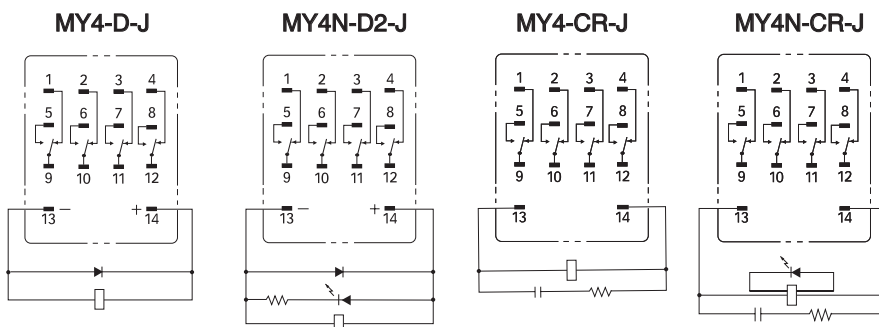 MY4-D-J MY4N-D2-J MY4-CR-J MY4N-CR-J
1 2 3 4 1 2 3 4 1 2 3 4 1 2 3 4
5 6 7 8 5 6 7 8 5 6 7 8 5 6 7 8
9 10 11 12 9 10 11 12 9 10 11 12 9 10 11 12
13 − + 14 13 − + 14 13 14 13 14